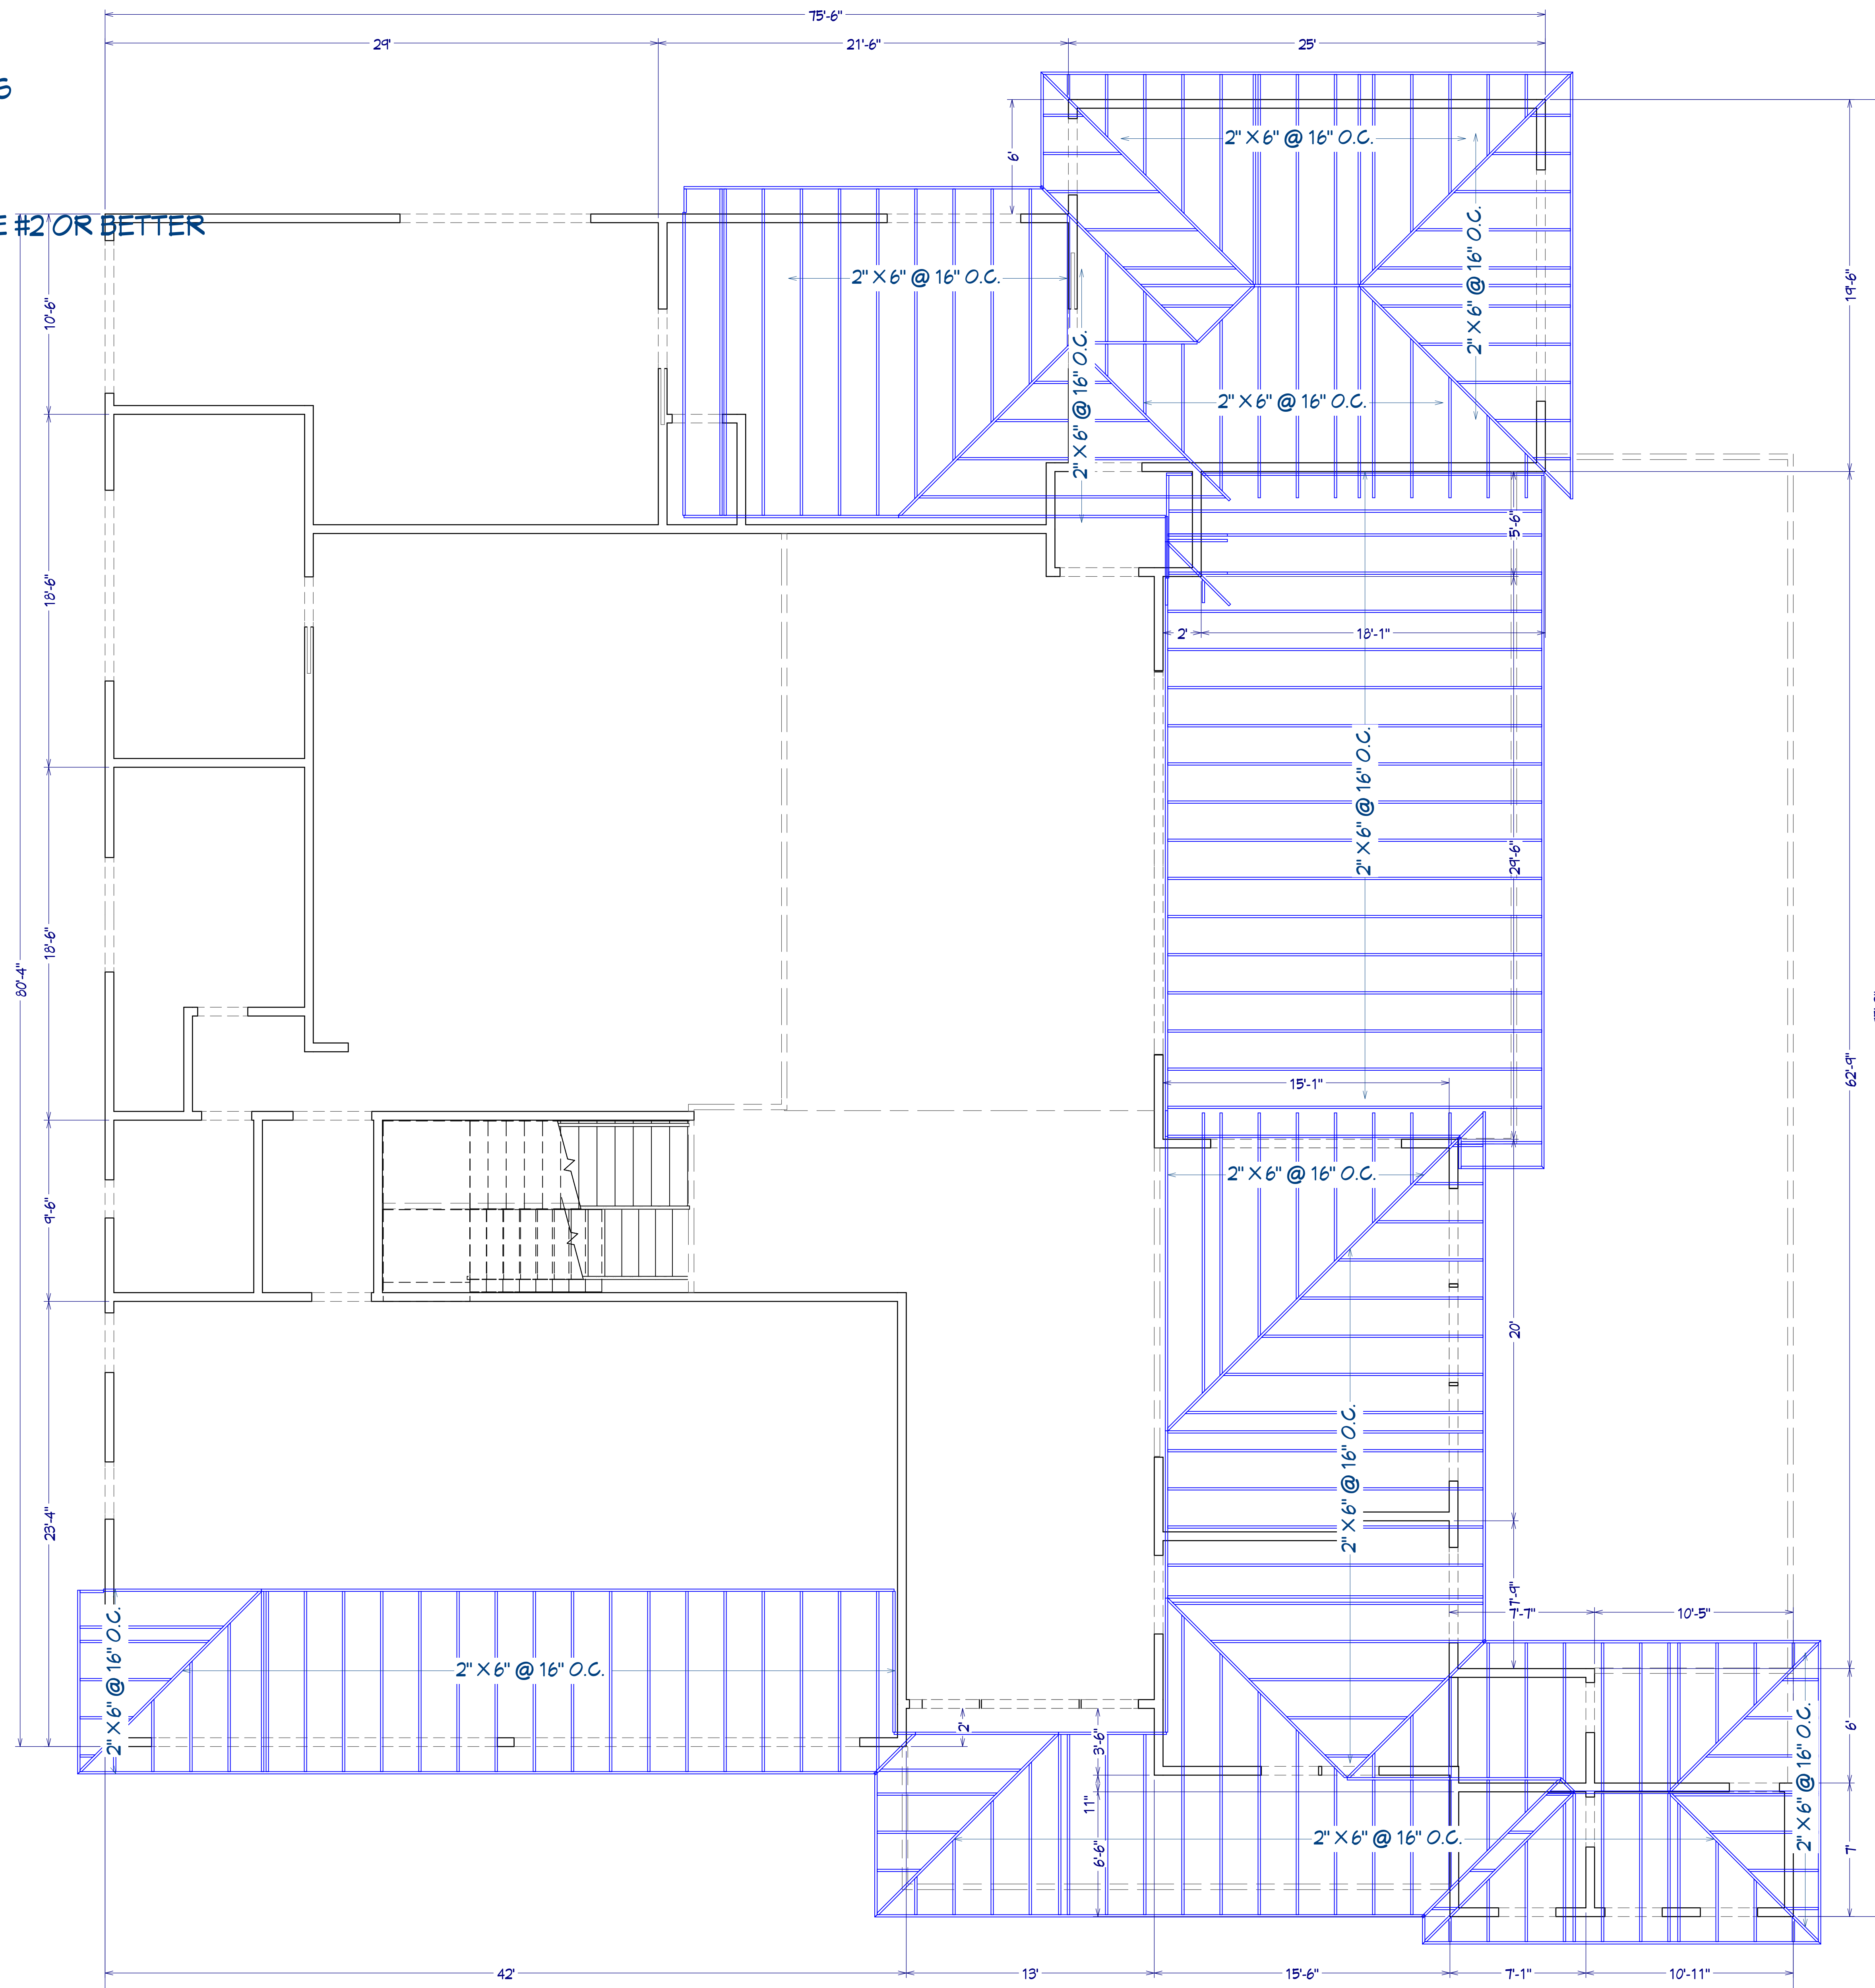 75'-6"
29'
21'-6"
25'
S
6'
2" X 6" @ 16" O.C.
19'-6"
#2 OR BETTER
2" X 6" @ 16" O.C.
2" X 6" @ 16" O.C.
10'-6"
2" X 6" @ 16" O.C.
2" X 6" @ 16" O.C.
5'-6"
18'-6"
2'
18'-1"
2" X 6" @ 16" O.C.
29'-6"
18'-6"
80'-4"
62'-9"
15'-1"
2" X 6" @ 16" O.C.
9'-6"
20'
2" X 6" @ 16" O.C.
23'-4"
7'-7"
10'-5"
2" X 6" @ 16" O.C.
2" X 6" @ 16" O.C.
2'
3'-6"
6'
2" X 6" @ 16" O.C.
11"
2" X 6" @ 16" O.C.
6'-6"
7'
42'
13'
15'-6"
7'-1"
10'-11"